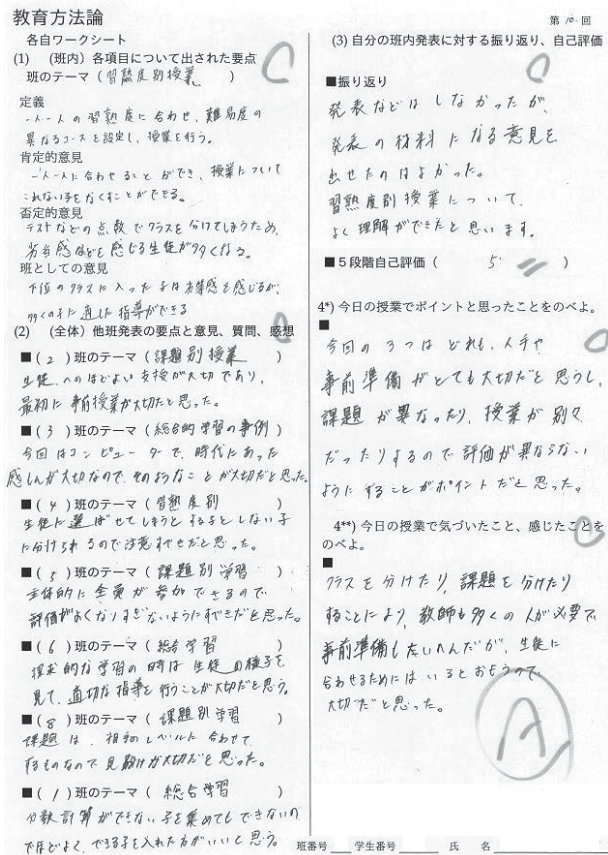 教育方法論
第10.回
各自ワークシート
(1) (班内) 各項目について出された要点
班のテーマ (習熟度別授業 )
定義
一人一人の習熟度に合わせ、難易度の
異なるコースを設定し、授業を行う。
肯定的意見
一人一人に合わせることができ、授業について
これない子をなくすことができる。
否定的意見
テストなどの点数でクラスを分けてしまうため、
劣等感などを感じる生徒が多くなる。
班としての意見
下位のクラスに入った子は劣等感を感じるが、
多くの子に適した指導ができる
(2) (全体) 他班発表の要点と意見、質問、感想
■( 2 )班のテーマ ( 課題別授業 )
生徒へのほどよい支援が大切であり、
最初に事前授業が大切だと思った。
■( 3 )班のテーマ (総合的学習の事例 )
今回はコンピューターで、時代にあった
感じんが大切なので、そのようなことが大切だと思った。
■( 4 )班のテーマ ( 習熟度別 )
生徒に選ばせてしまうとするとしない子
に分けられるので注意すべきだと思った。
■( 5 )班のテーマ ( 課題別学習 )
主体的に全員が参加できるので、
評価がよくなりすぎないようにすべきだと思った。
■( 6 )班のテーマ ( 総合学習 )
探求的な学習の時は生徒の様子を
見て、適切な指導を行うことが大切だと思う。
■( 8 )班のテーマ ( 課題別学習 )
課題は、相手のレベルに合わせて
するものなので見分けが大切だと思った。
■( 1 )班のテーマ ( 総合学習 )
分数計算ができない子を集めてもできないの
でほどよく、できる子を入れた方がいいと思う。
(3) 自分の班内発表に対する振り返り、自己評価
■振り返り
発表などはしなかったが、
発表の材料になる意見を
出せたのはよかった。
習熟度別授業について、
よく理解ができたと思います。
■5段階自己評価 ( 5 )
4*) 今日の授業でポイントと思ったことをのべよ。
■
今回の3つはどれも、人手や
事前準備がとても大切だと思うし、
課題が異なったり、授業が別々
だったりするので評価が異ならない
ようにすることがポイントだと思った。
4**) 今日の授業で気づいたこと、感じたことを
のべよ。
■
クラスを分けたり、課題を分けたり
することにより、教師も多くの人が必要で
事前準備もたいへんだが、生徒に
合わせるためにはいるとおもうので
大切だと思った。
A
班番号 学生番号 氏 名